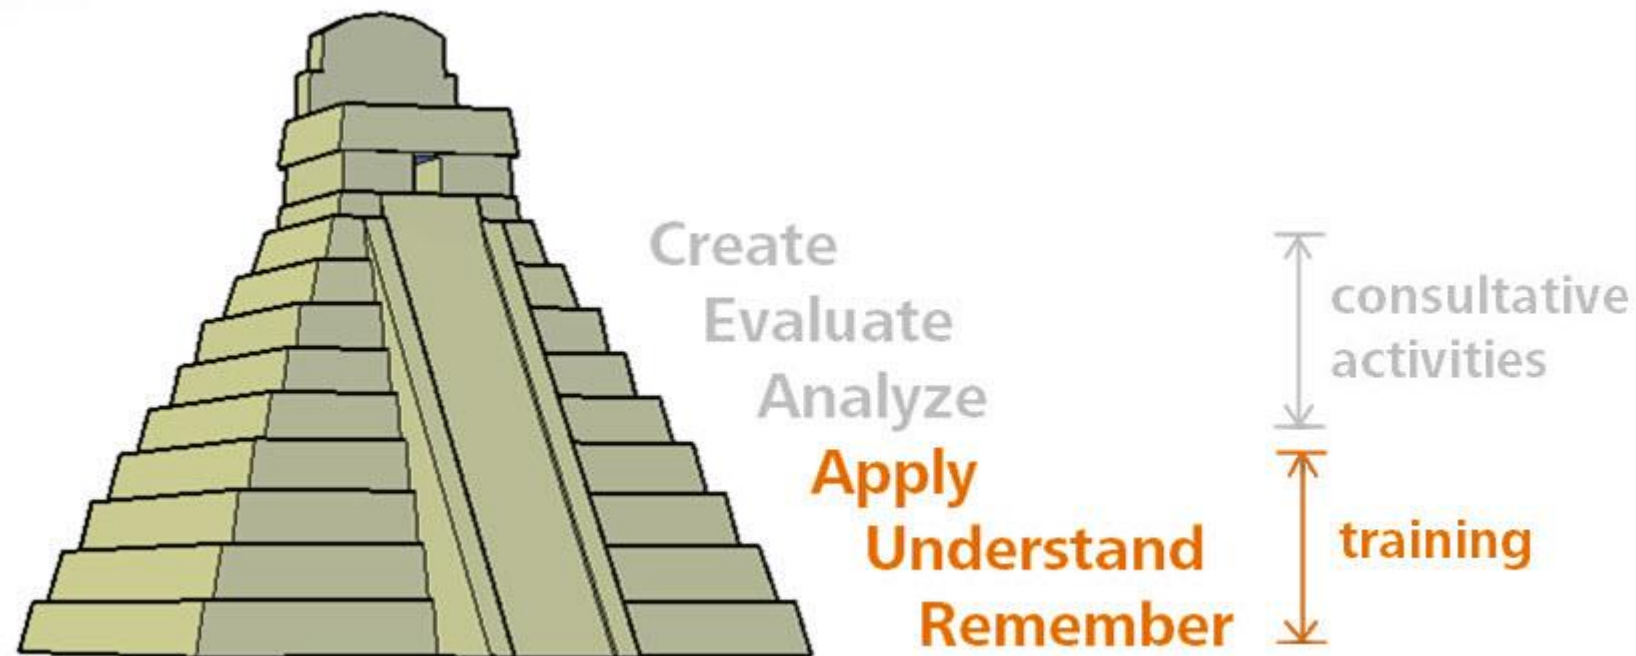 Create
Evaluate
Analyze
Apply
Understand
Remember
consultative
activities
training